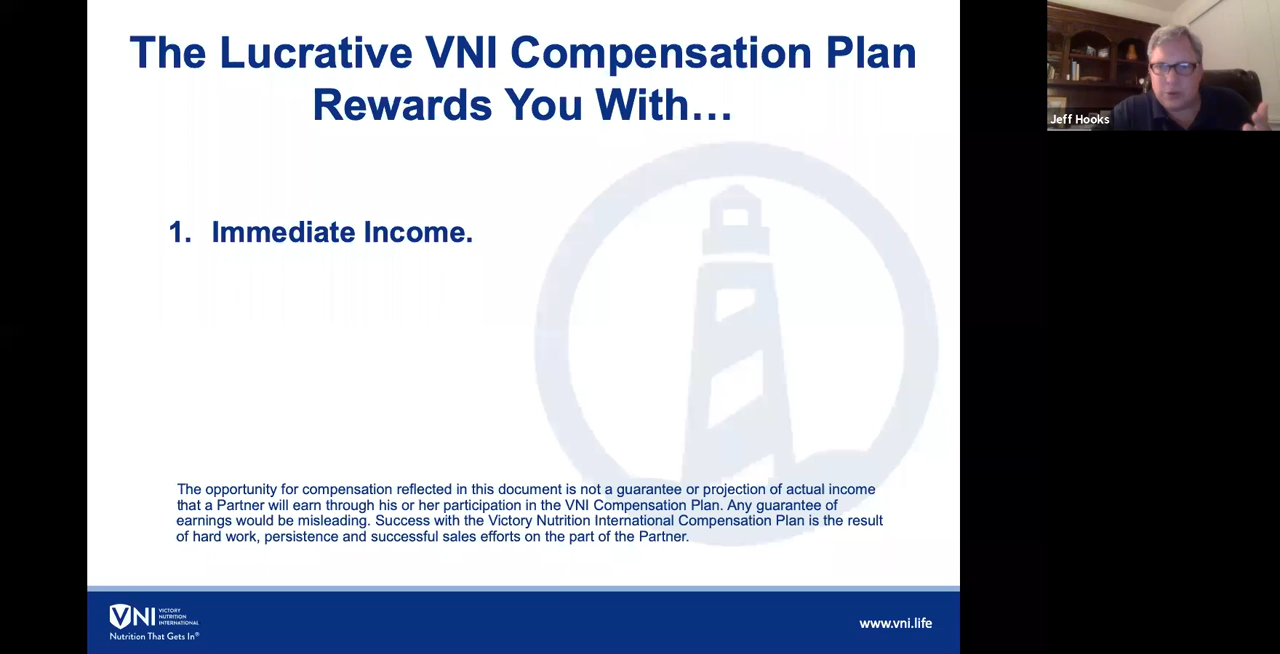 The Lucrative VNI Compensation Plan
Rewards You With…
Jeff Hooks
1. Immediate Income.
The opportunity for compensation reflected in this document is not a guarantee or projection of actual income
that a Partner will earn through his or her participation in the VNI Compensation Plan. Any guarantee of
earnings would be misleading. Success with the Victory Nutrition International Compensation Plan is the result
of hard work, persistence and successful sales efforts on the part of the Partner.
VNI
VICTORY
NUTRITION
INTERNATIONAL
Nutrition That Gets In®
www.vni.life